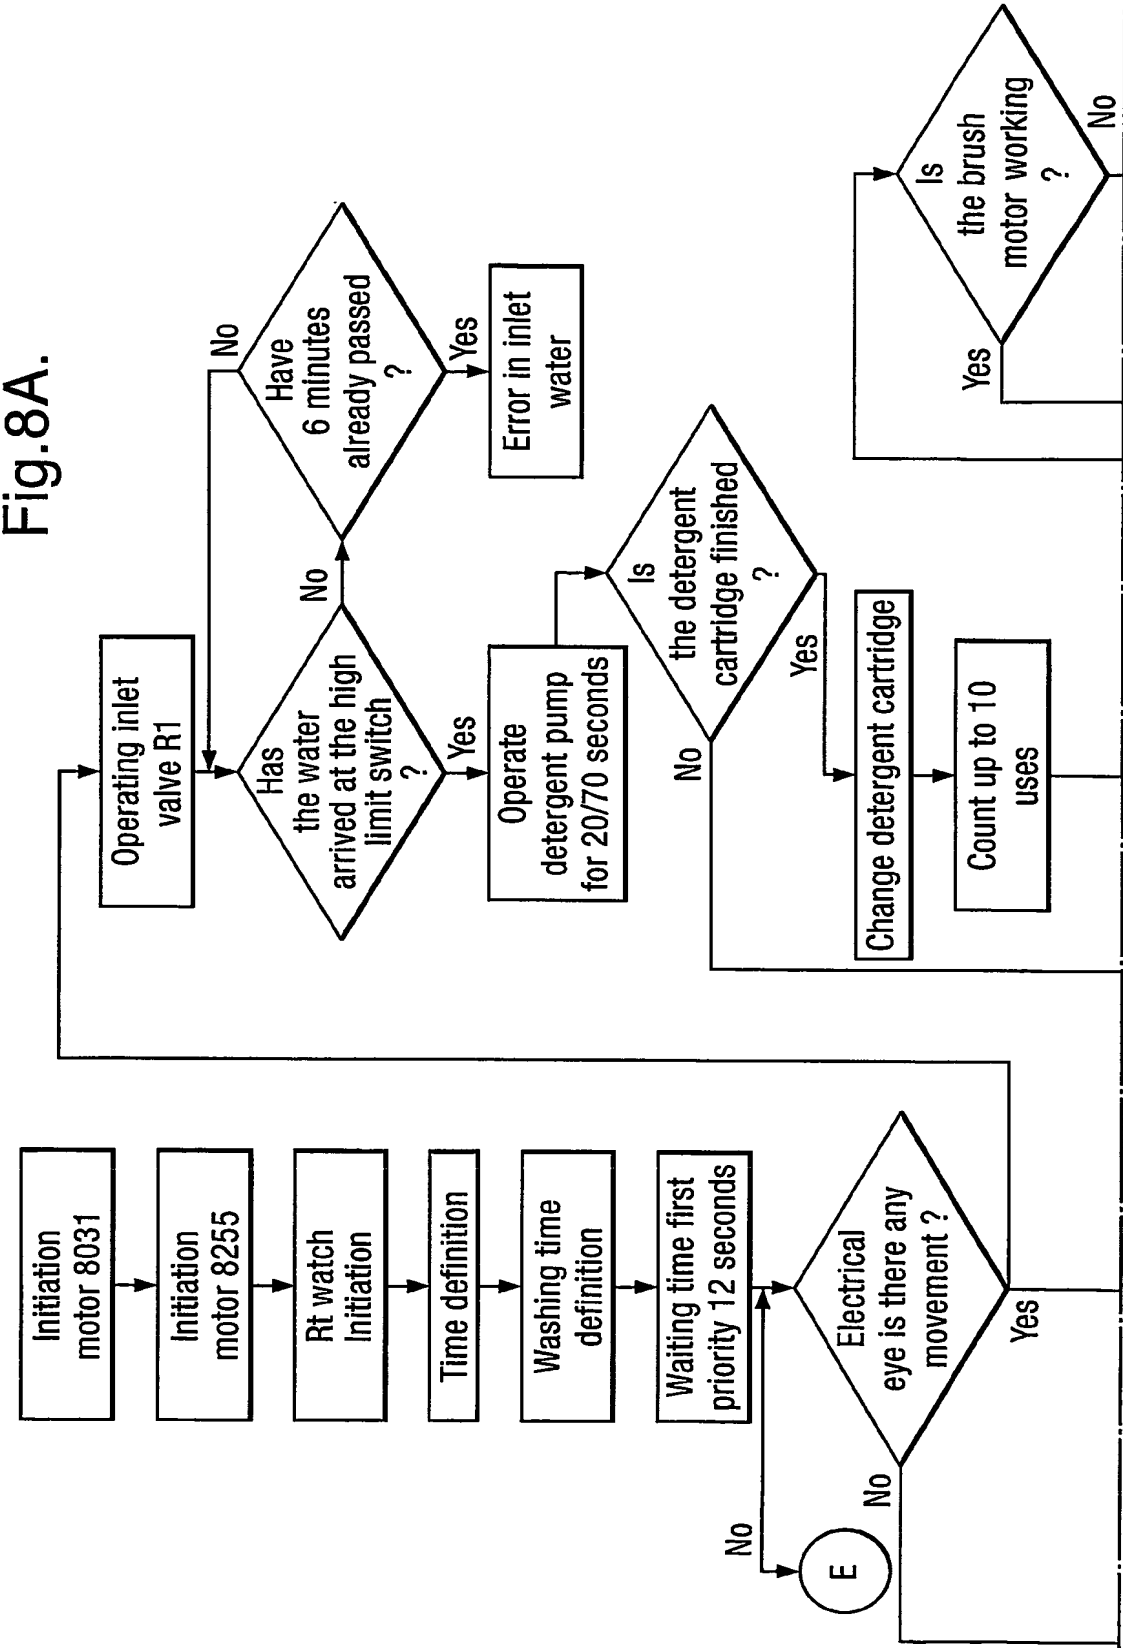 Fig.8A.
Initiation
motor 8031
Initiation
motor 8255
Rt watch
Initiation
Time definition
Washing time
definition
Waiting time first
priority 12 seconds
No
E
Electrical
eye is there any
movement ?
No
Yes
Operating inlet
valve R1
Has
the water
arrived at the high
limit switch
?
No
Yes
Have
6 minutes
already passed
?
No
Yes
Error in inlet
water
Operate
detergent pump
for 20/70 seconds
Is
the detergent
cartridge finished
?
No
Yes
Change detergent cartridge
Count up to 10
uses
Is
the brush
motor working
?
Yes
No